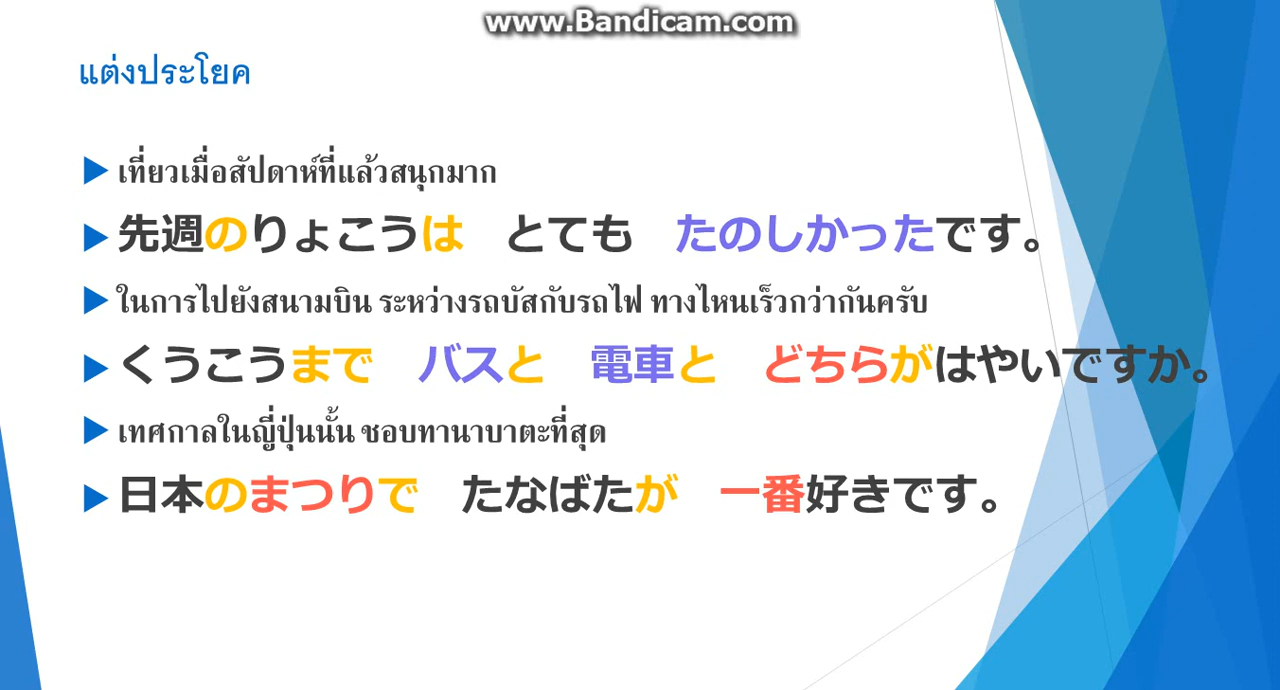 www.Bandicam.com
แต่งประโยค
เที่ยวเมื่อสัปดาห์ที่แล้วสนุกมาก
先週のりょこうは　とても　たのしかったです。
ในการไปยังสนามบิน ระหว่างรถบัสกับรถไฟ ทางไหนเร็วกว่ากันครับ
くうこうまで　バスと　電車と　どちらがはやいですか。
เทศกาลในญี่ปุ่นนั้น ชอบทานาบาตะที่สุด
日本のまつりで　たなばたが　一番好きです。